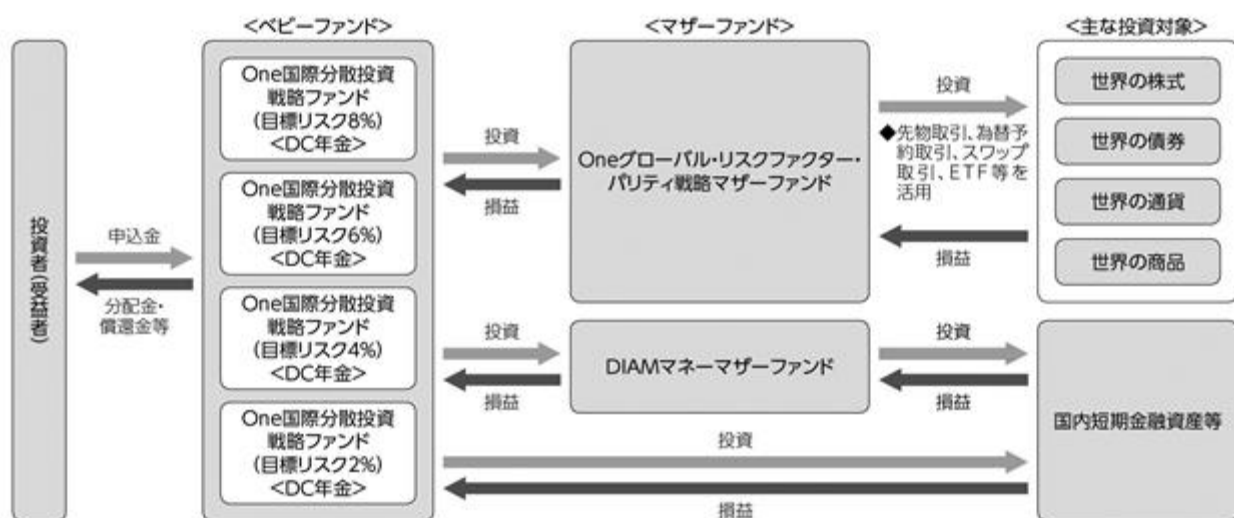 <ベビーファンド>
<マザーファンド>
<主な投資対象>
投資者(受益者)
申込金
分配金・
償還金等
One国際分散投資
戦略ファンド
(目標リスク8%)
<DC年金>
One国際分散投資
戦略ファンド
(目標リスク6%)
<DC年金>
One国際分散投資
戦略ファンド
(目標リスク4%)
<DC年金>
One国際分散投資
戦略ファンド
(目標リスク2%)
<DC年金>
投資
損益
Oneグローバル・リスクファクター・
パリティ戦略マザーファンド
投資
◆先物取引、為替予
約取引、スワップ
取引、ETF等を
活用
損益
世界の株式
世界の債券
世界の通貨
世界の商品
投資
損益
DIAMマネーマザーファンド
投資
損益
投資
損益
国内短期金融資産等